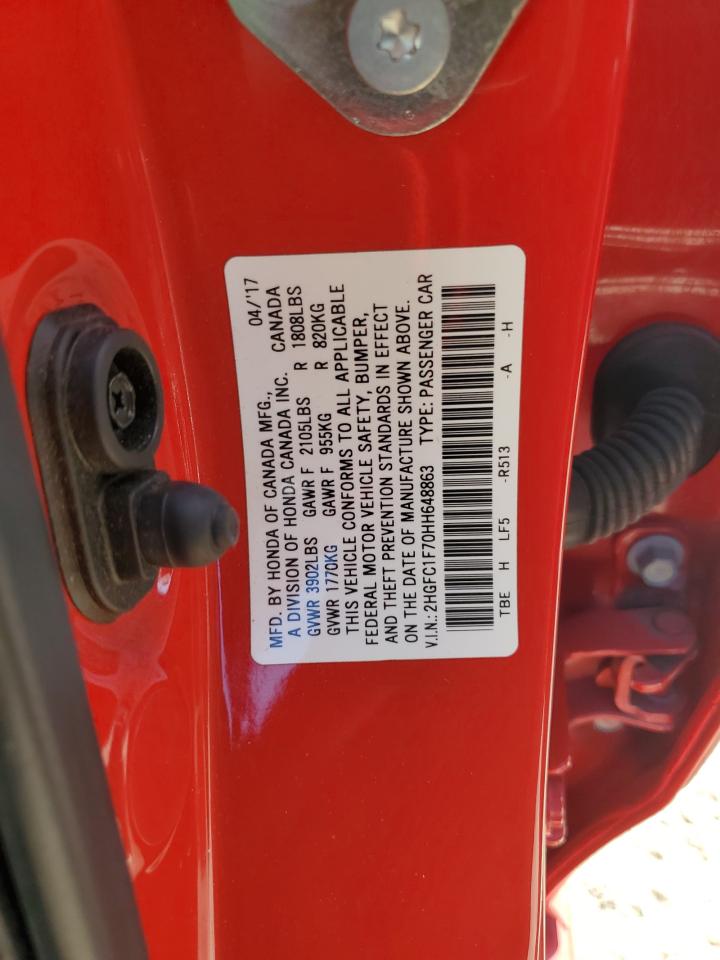 04/'17
MFD. BY HONDA OF CANADA MFG.,
A DIVISION OF HONDA CANADA INC. CANADA
GVWR 3902LBS GAWR F 2105LBS R 1808LBS
GVWR 1770KG GAWR F 955KG R 820KG
THIS VEHICLE CONFORMS TO ALL APPLICABLE
FEDERAL MOTOR VEHICLE SAFETY, BUMPER,
AND THEFT PREVENTION STANDARDS IN EFFECT
ON THE DATE OF MANUFACTURE SHOWN ABOVE.
V.I.N.: 2HGFC1F70HH648863 TYPE: PASSENGER CAR
TBE H LF5 -R513 -A -H